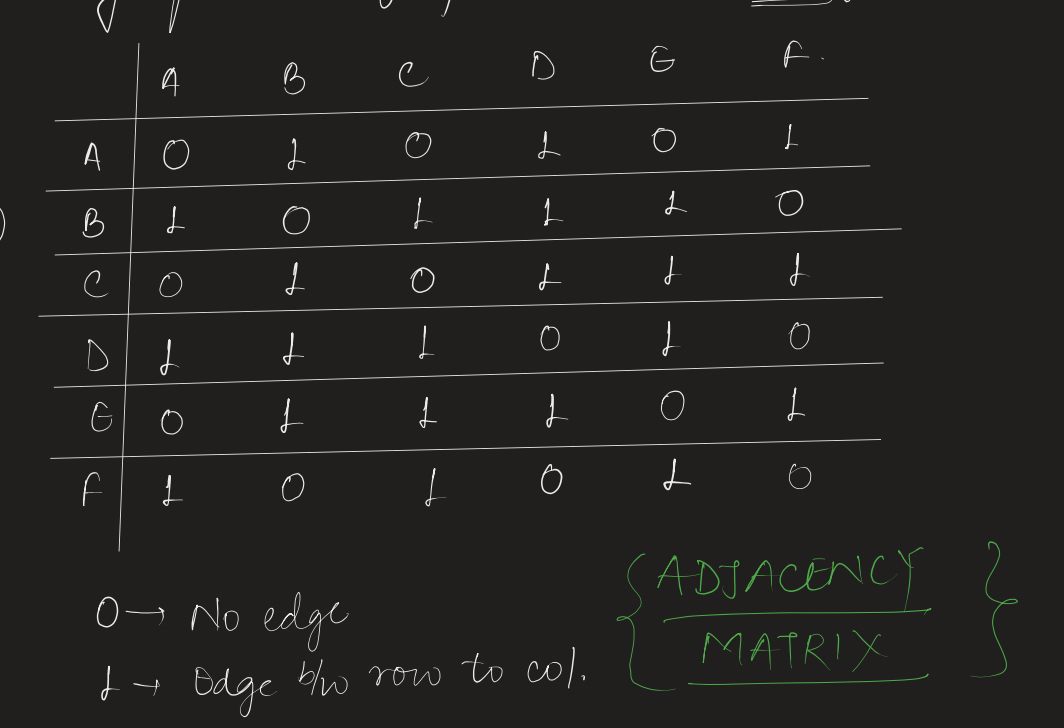 A B C D E F.
A 0 1 0 1 0 1
B 1 0 1 1 1 0
C 0 1 0 1 1 1
D 1 1 1 0 1 0
E 0 1 1 1 0 1
F 1 0 1 0 1 0
0 → No edge
1 → Edge b/w row to col.
{ ADJACENCY
MATRIX }